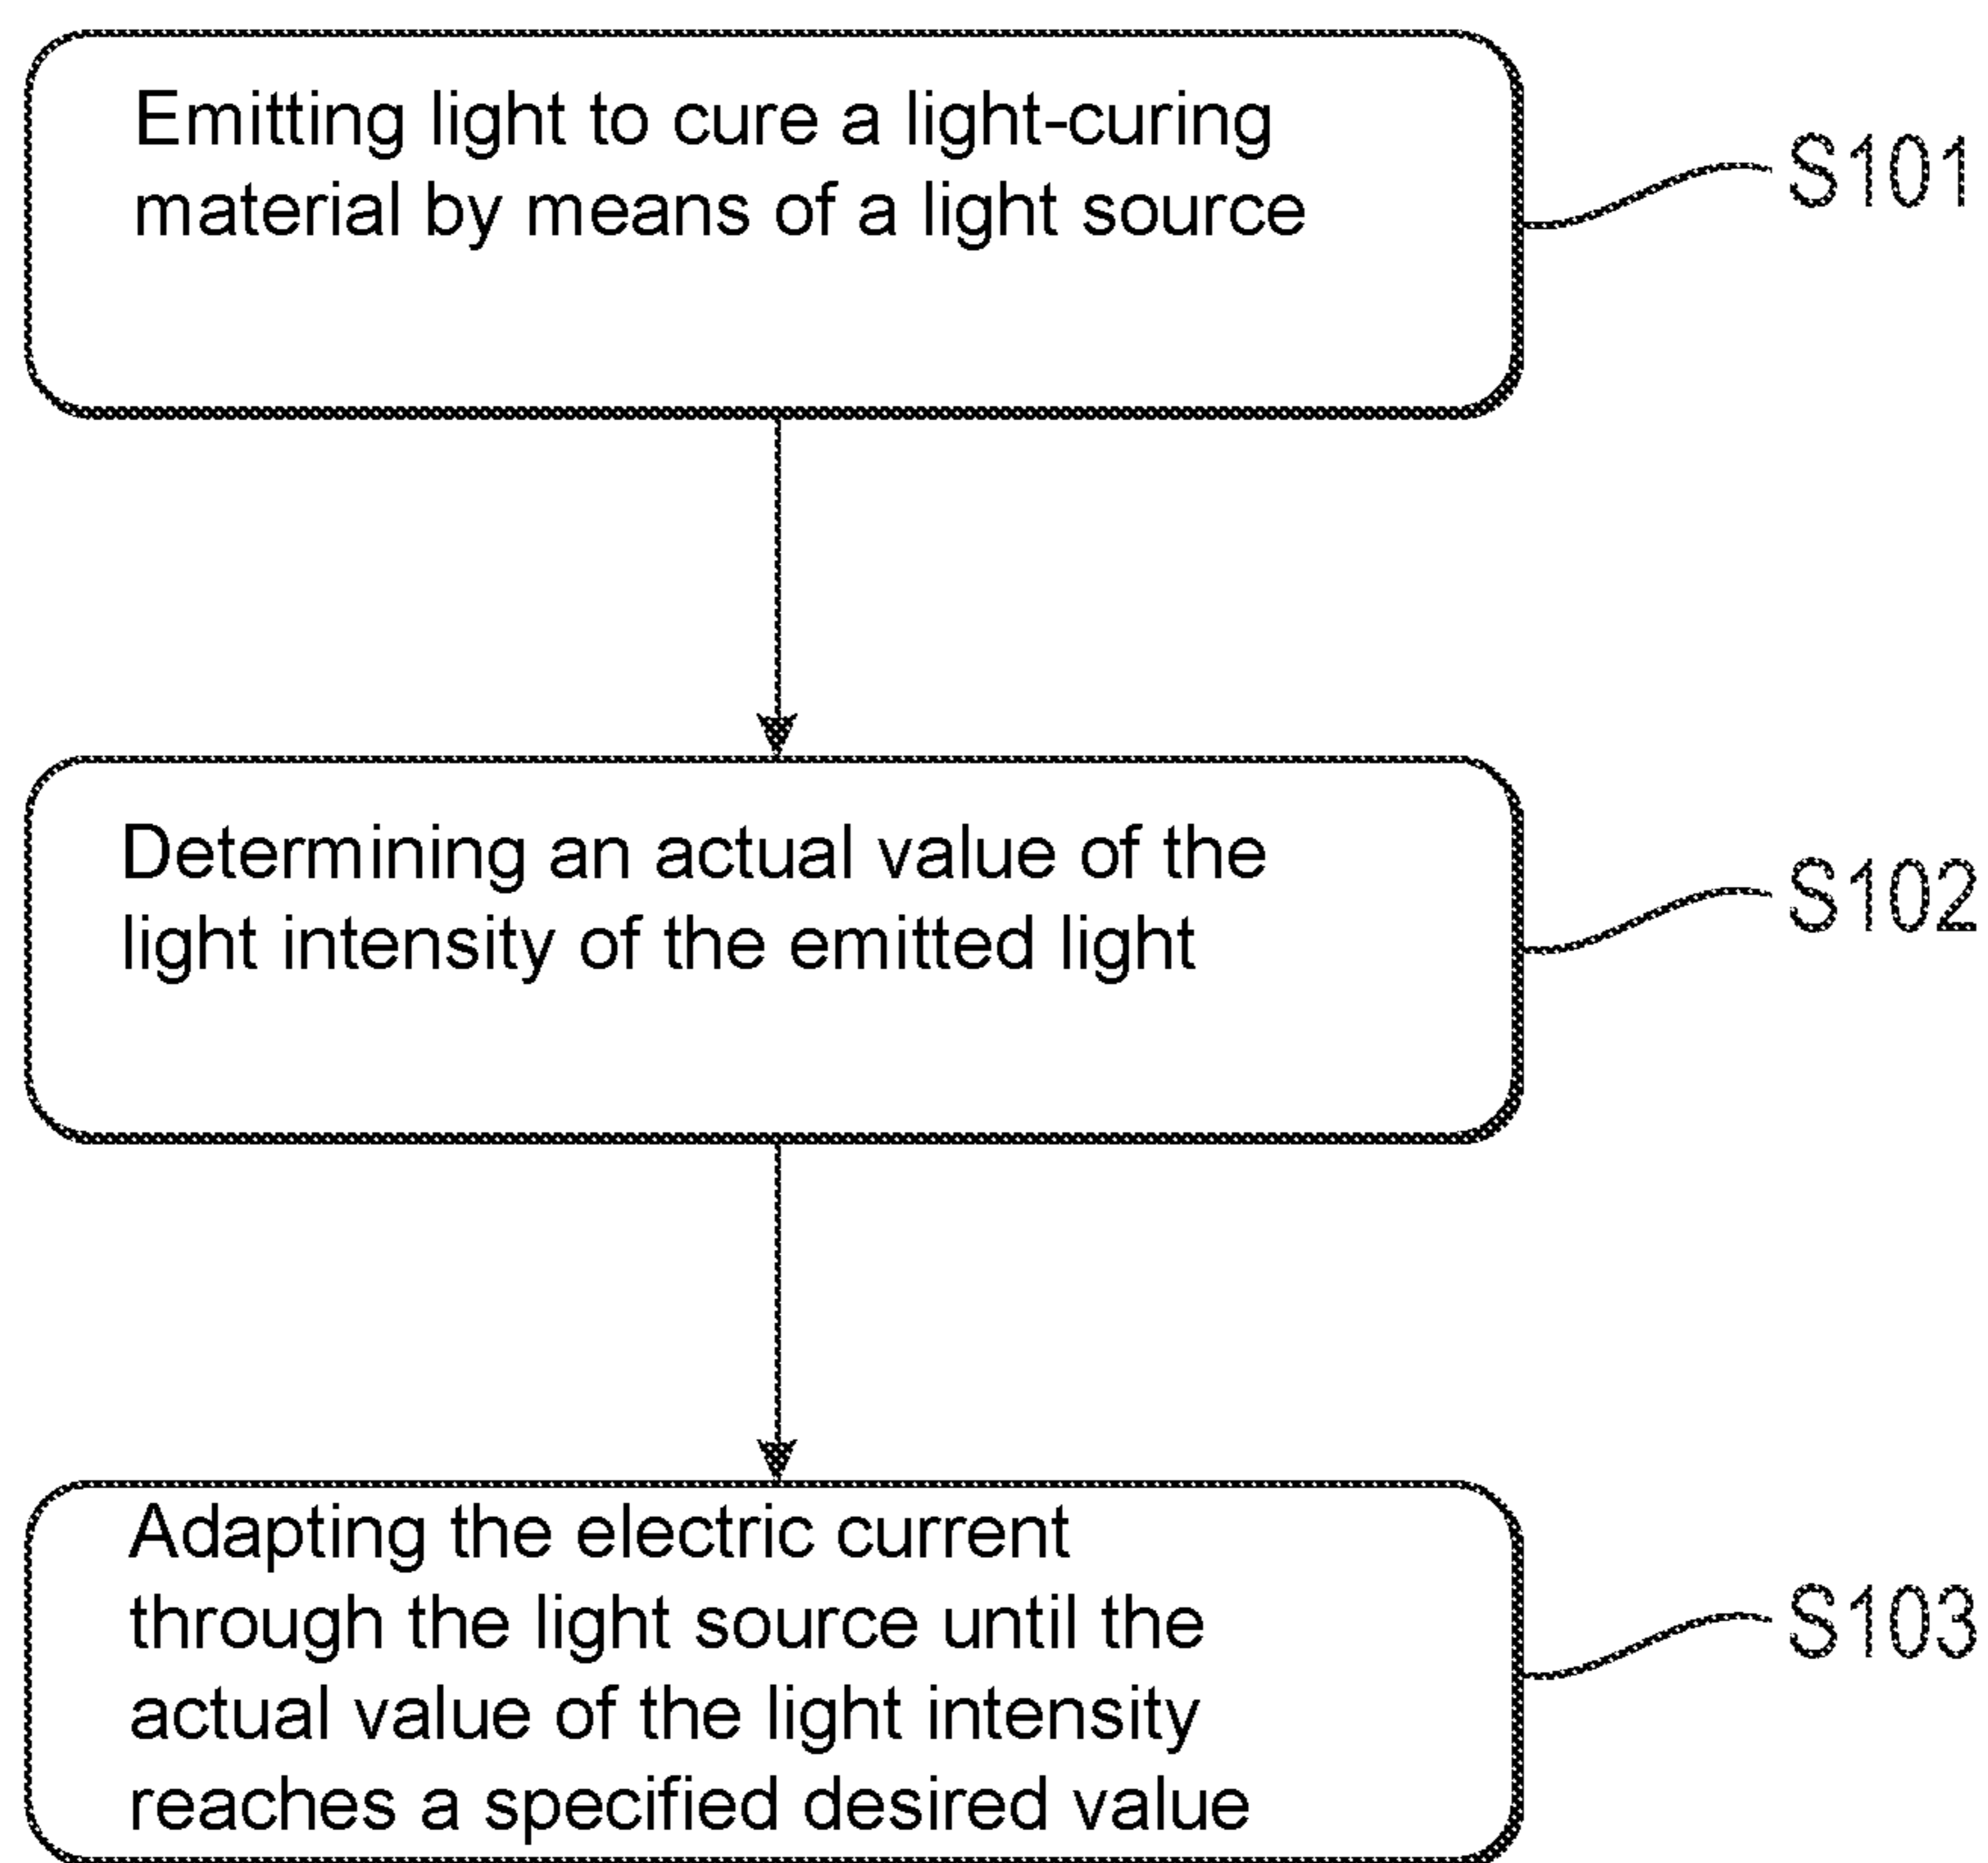 Emitting light to cure a light-curing
material by means of a light source
S101
Determining an actual value of the
light intensity of the emitted light
S102
Adapting the electric current
through the light source until the
actual value of the light intensity
reaches a specified desired value
S103